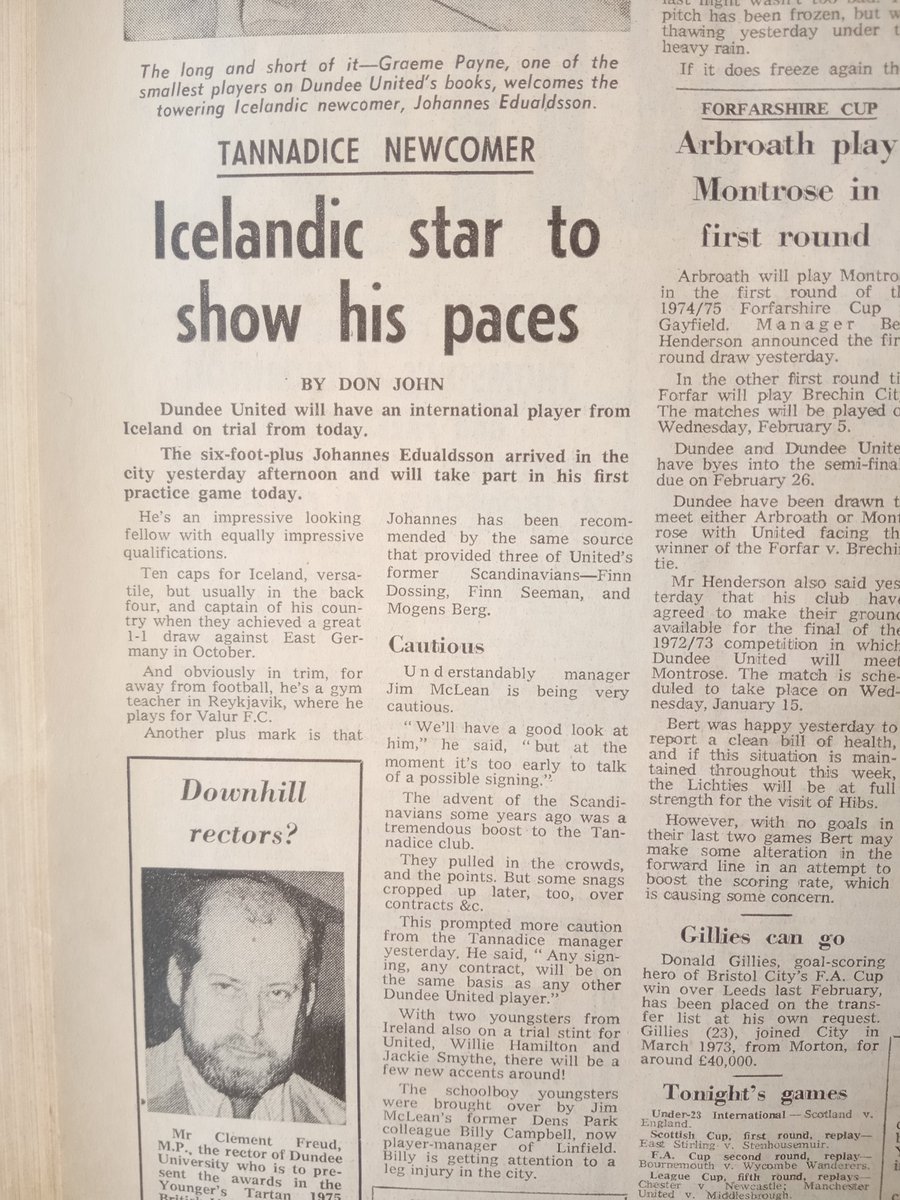 The long and short of it—Graeme Payne, one of the
smallest players on Dundee United's books, welcomes the
towering Icelandic newcomer, Johannes Edualdsson.
TANNADICE NEWCOMER
Icelandic star to
show his paces
BY DON JOHN
Dundee United will have an international player from
Iceland on trial from today.
The six-foot-plus Johannes Edualdsson arrived in the
city yesterday afternoon and will take part in his first
practice game today.
He's an impressive looking
fellow with equally impressive
qualifications.
Ten caps for Iceland, versa-
tile, but usually in the back
four, and captain of his coun-
try when they achieved a great
1-1 draw against East Ger-
many in October.
And obviously in trim, for
away from football, he's a gym
teacher in Reykjavik, where he
plays for Valur F.C.
Another plus mark is that
Johannes has been recom-
mended by the same source
that provided three of United's
former Scandinavians—Finn
Dossing, Finn Seeman, and
Mogens Berg.
Cautious
Understandably manager
Jim McLean is being very
cautious.
"We'll have a good look at
him," he said, "but at the
moment it's too early to talk
of a possible signing."
The advent of the Scandi-
navians some years ago was a
tremendous boost to the Tan-
nadice club.
They pulled in the crowds,
and the points. But some snags
cropped up later, too, over
contracts &c.
This prompted more caution
from the Tannadice manager
yesterday. He said, "Any sign-
ing, any contract, will be on
the same basis as any other
Dundee United player."
With two youngsters from
Ireland also on a trial stint for
United, Willie Hamilton and
Jackie Smythe, there will be a
few new accents around!
The schoolboy youngsters
were brought over by Jim
McLean's former Dens Park
colleague Billy Campbell, now
player-manager of Linfield.
Billy is getting attention to a
leg injury in the city.
Downhill
rectors?
Mr Clement Freud,
M.P., the rector of Dundee
University who is to pre-
sent the awards in the
Younger's Tartan 1975
pitch has been frozen, but
thawing yesterday under
heavy rain.
If it does freeze again
FORFARSHIRE CUP
Arbroath play
Montrose in
first round
Arbroath will play
in the first round of
1974/75 Forfarshire Cup
Gayfield. Manager
Henderson announced the
round draw yesterday.
In the other first round
Forfar will play Brechin
The matches will be played
Wednesday, February 5.
Dundee and Dundee
have byes into the
due on February 26.
Dundee have been drawn
meet either Arbroath or
rose with United facing
winner of the Forfar v.
tie.
Mr Henderson also said yes-
terday that his club have
agreed to make their ground
available for the final of the
1972/73 competition in which
Dundee United will meet
Montrose. The match is sche-
duled to take place on Wed-
nesday, January 15.
Bert was happy yesterday to
report a clean bill of health,
and if this situation is main-
tained throughout this week,
the Lichties will be at full
strength for the visit of Hibs.
However, with no goals in
their last two games Bert may
make some alteration in the
forward line in an attempt to
boost the scoring rate, which
is causing some concern.
Gillies can go
Donald Gillies, goal-scoring
hero of Bristol City's F.A. Cup
win over Leeds last February,
has been placed on the trans-
fer list at his own request.
Gillies (23), joined City in
March 1973, from Morton, for
around £40,000.
Tonight's games
Under-23 International — Scotland v.
England.
Scottish Cup, first round, replay—
East Stirling v. Stenhousemuir.
F.A. Cup second round, replay—
Bournemouth v. Wycombe Wanderers.
League Cup, fifth round, replays—
Chester v. Newcastle; Manchester
United v. Middlesbrough.